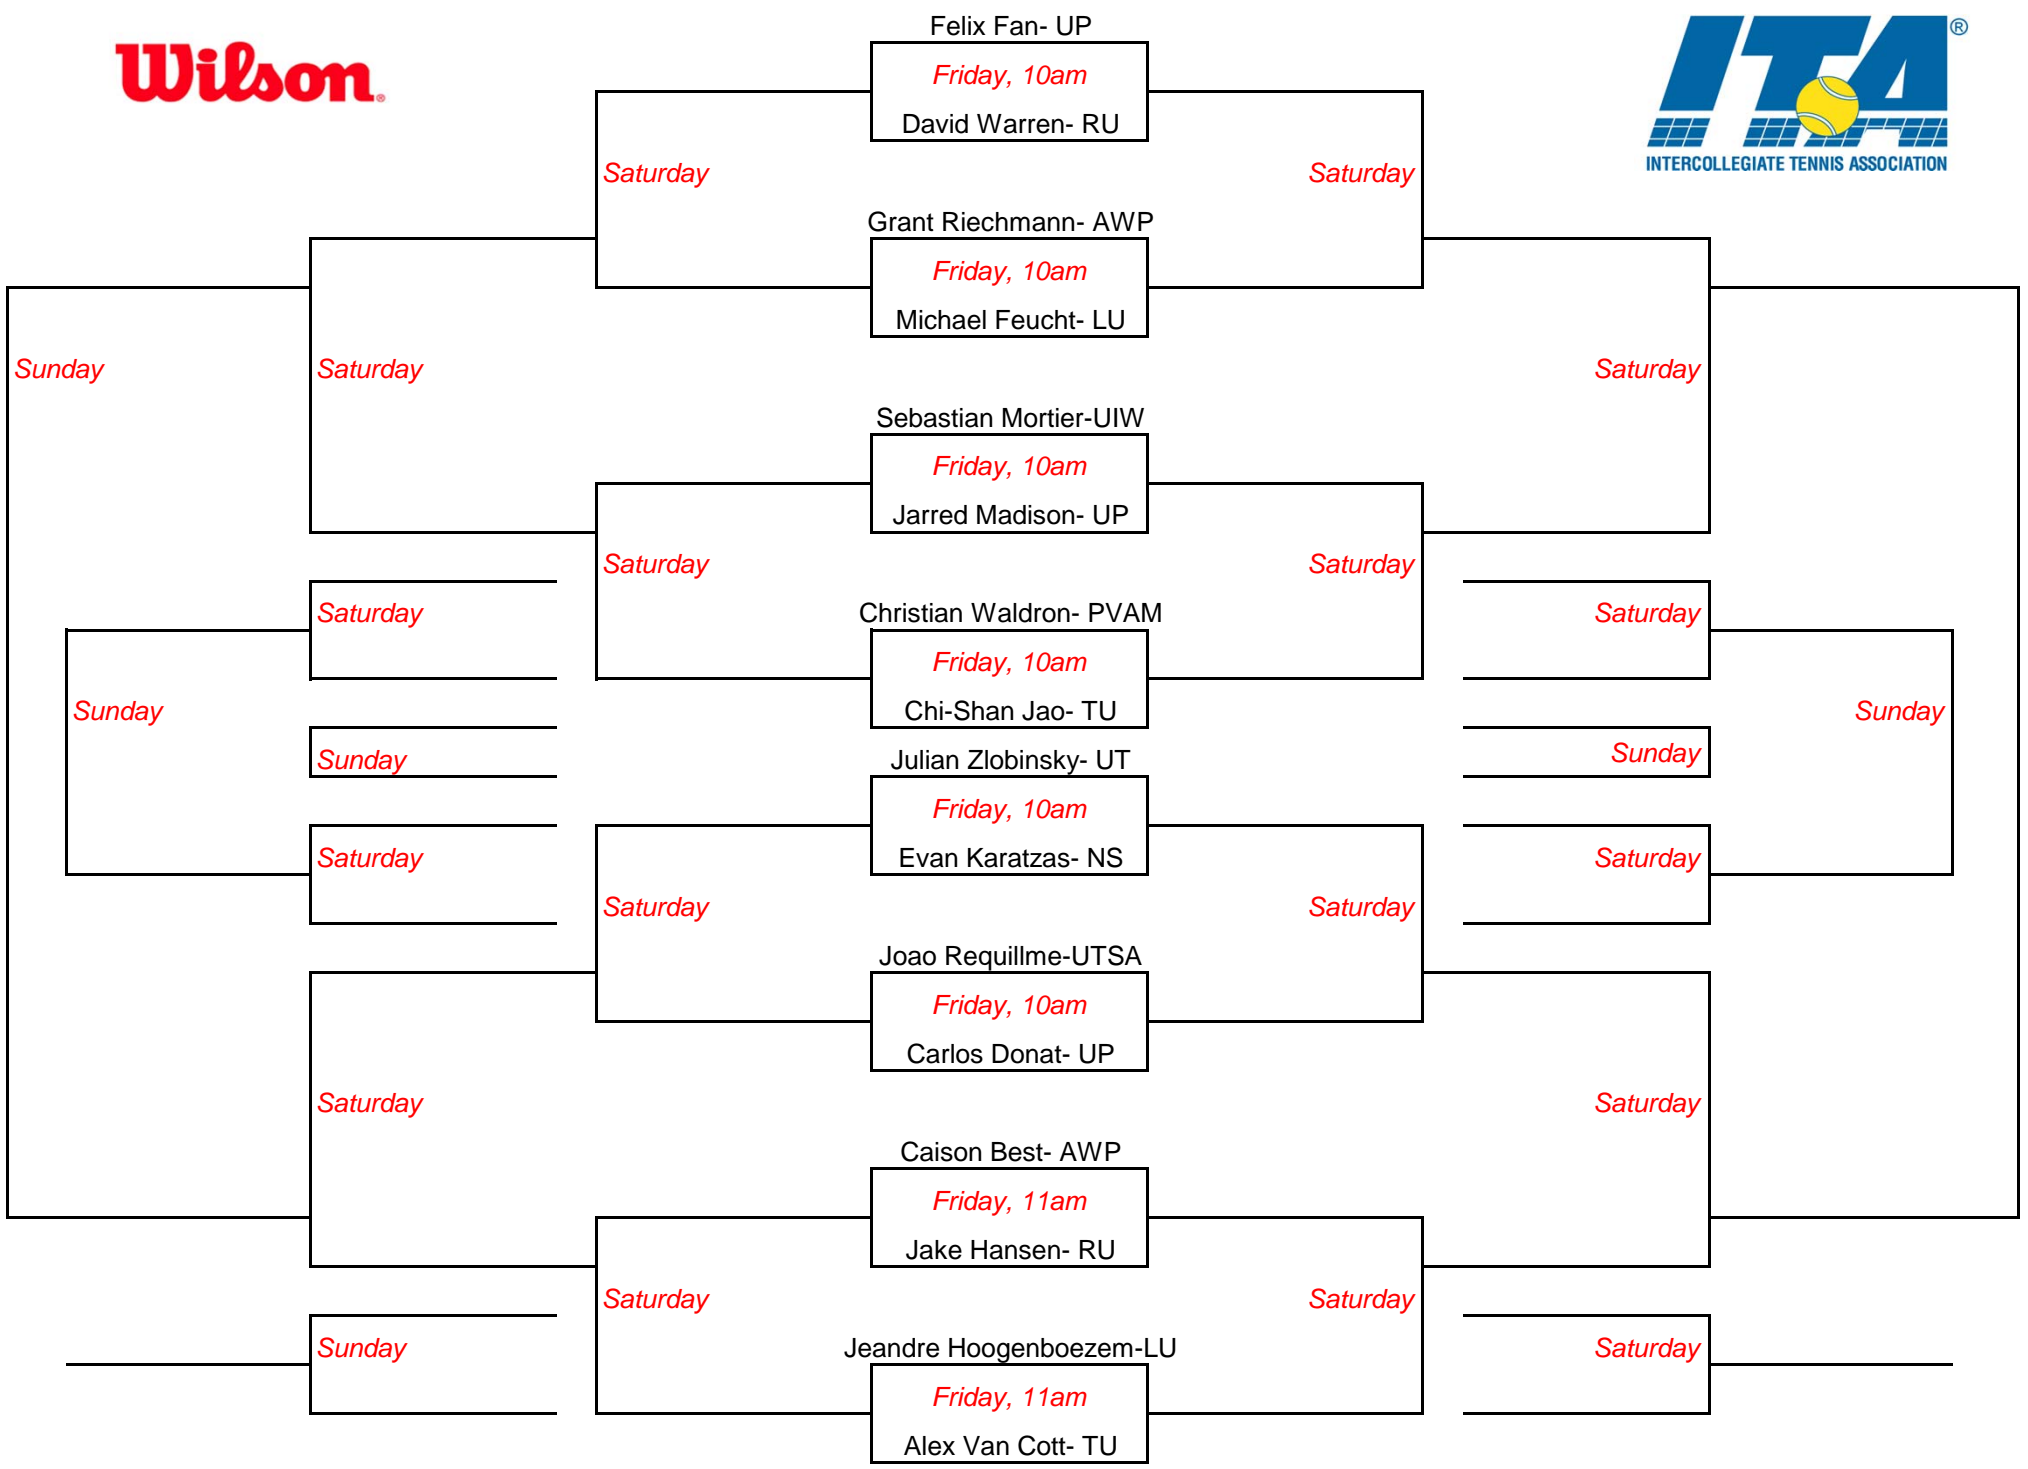 Felix Fan- UP
Wilson®
ITA®
Friday, 10am
David Warren- RU
INTERCOLLEGIATE TENNIS ASSOCIATION
Saturday
Saturday
Grant Riechmann- AWP
Friday, 10am
Michael Feucht- LU
Sunday
Saturday
Saturday
Sebastian Mortier-UIW
Friday, 10am
Jarred Madison- UP
Saturday
Saturday
Saturday
Christian Waldron- PVAM
Saturday
Friday, 10am
Sunday
Chi-Shan Jao- TU
Sunday
Sunday
Julian Zlobinsky- UT
Sunday
Friday, 10am
Saturday
Evan Karatzas- NS
Saturday
Saturday
Saturday
Joao Requillme-UTSA
Friday, 10am
Carlos Donat- UP
Saturday
Saturday
Caison Best- AWP
Friday, 11am
Jake Hansen- RU
Saturday
Saturday
Sunday
Jeandre Hoogenboezem-LU
Saturday
Friday, 11am
Alex Van Cott- TU